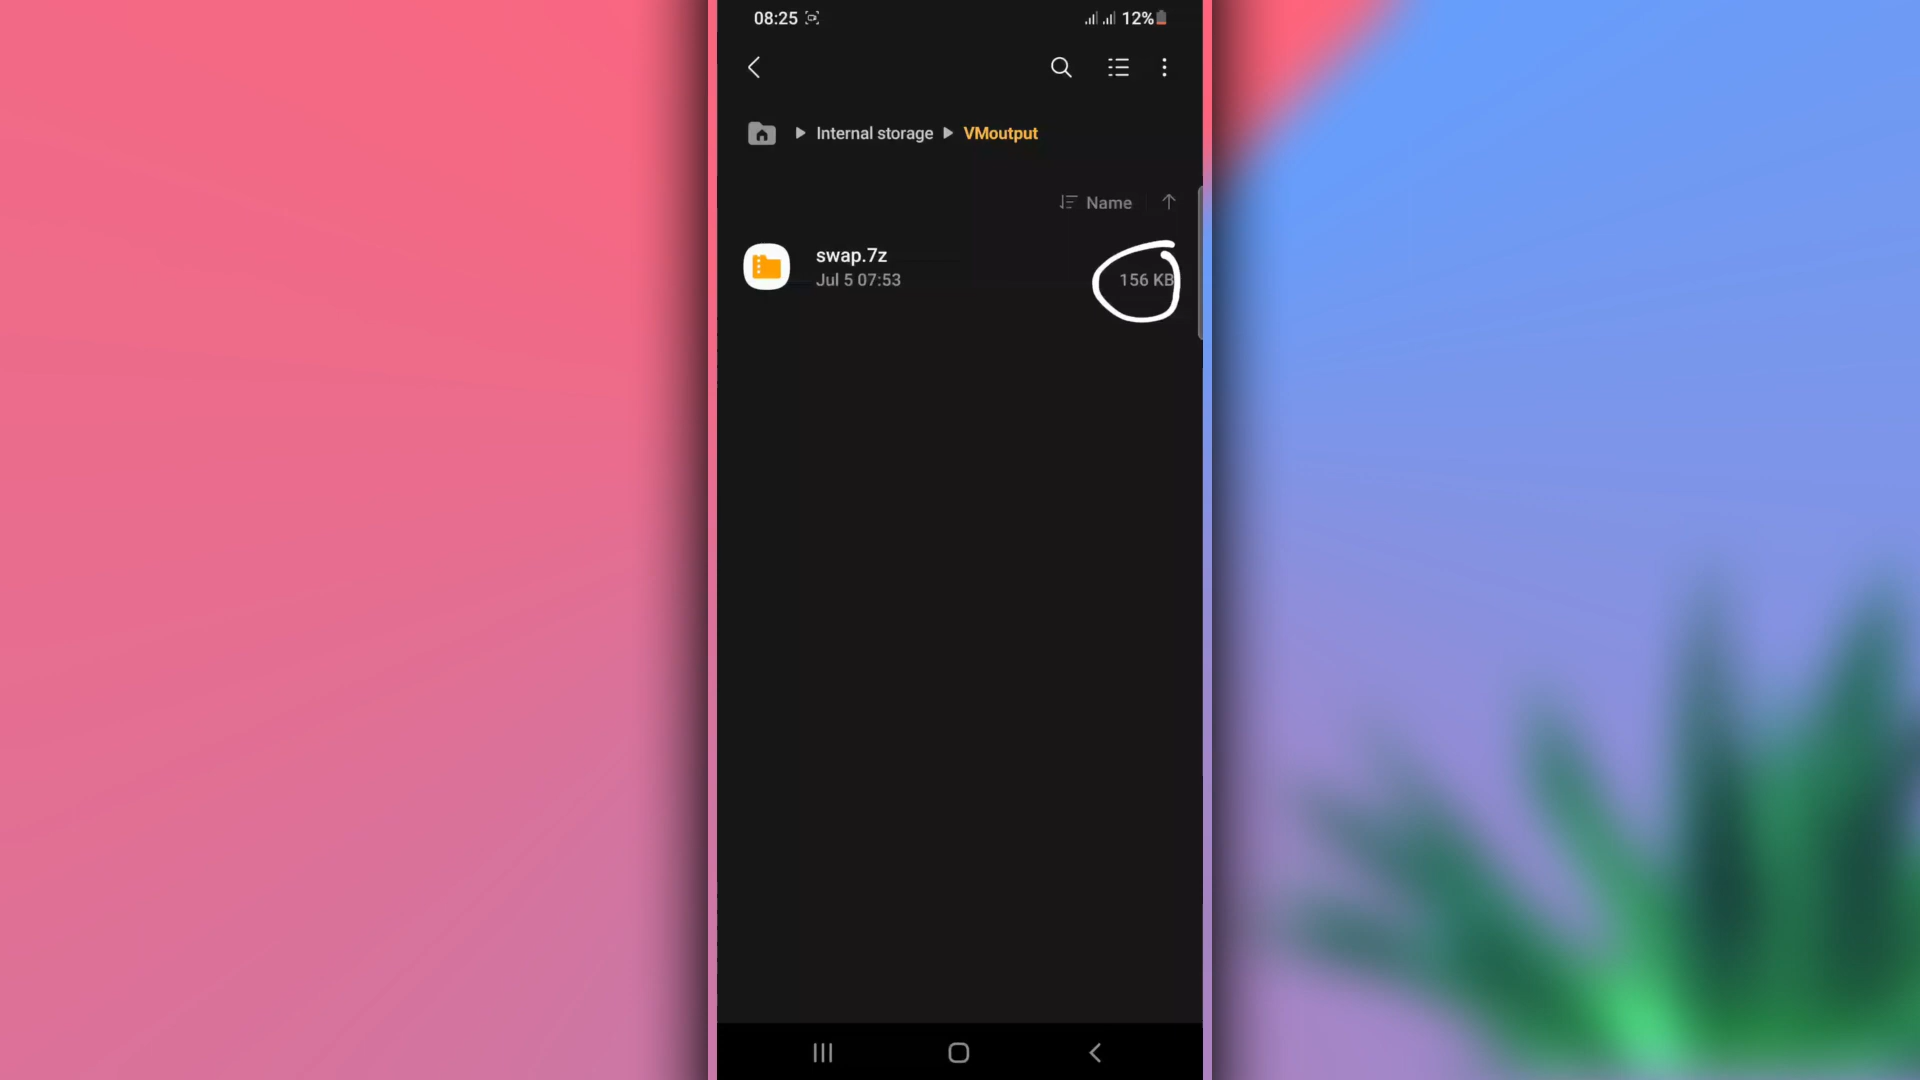 08:25 12%
Internal storage VMoutput
Name
swap.7z
Jul 5 07:53 156 KB